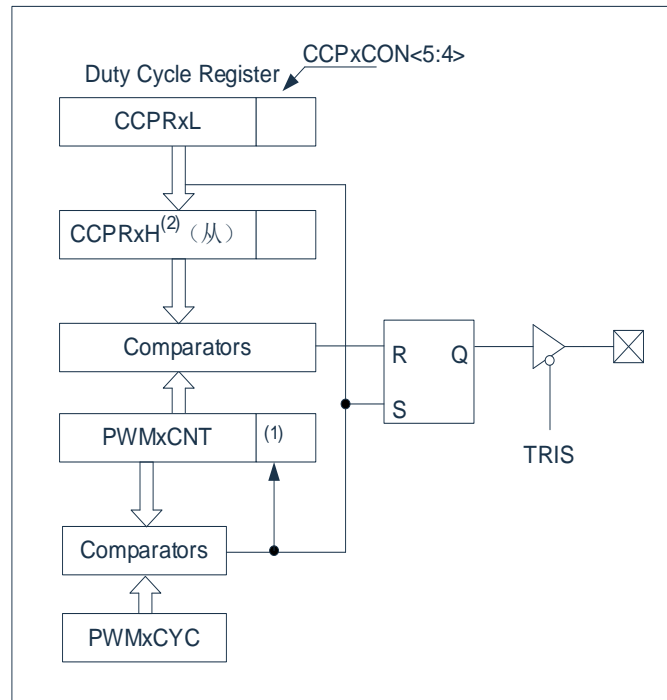 CCPxCON<5:4>
Duty Cycle Register
CCPRxL
CCPRxH(2)（从）
Comparators
R Q
S
PWMxCNT (1)
TRIS
Comparators
PWMxCYC